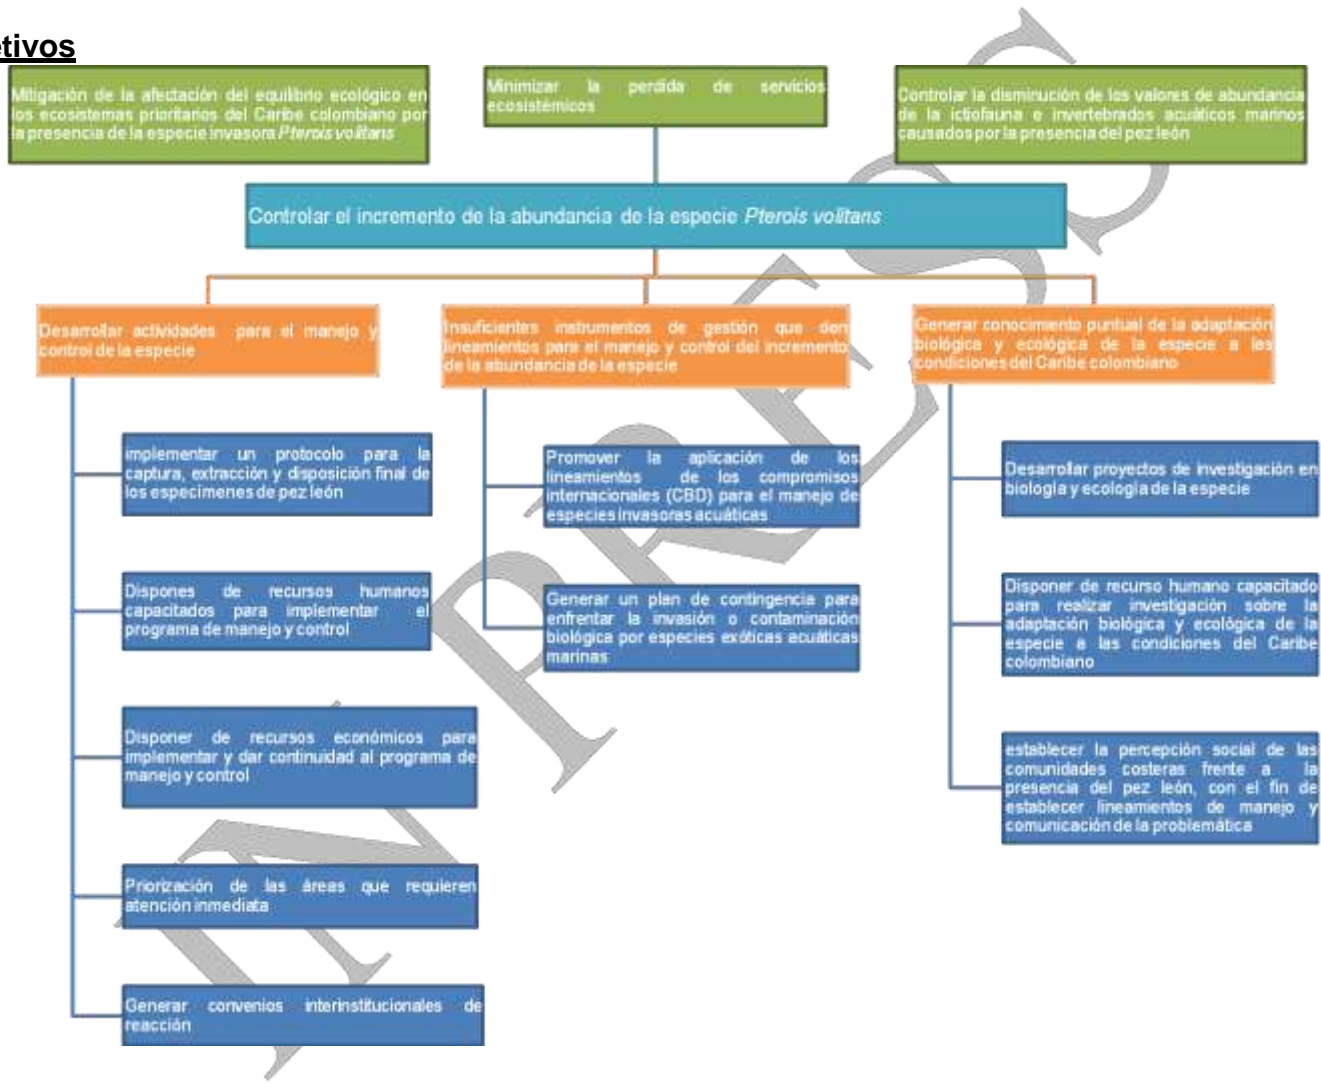 etivos
Mitigación de la afectación del equilibrio ecológico en
los ecosistemas prioritarios del Caribe colombiano por
la presencia de la especie invasora Pterois volitans
Minimizar la perdida de servicios
ecosistémicos
Controlar la disminución de los valores de abundancia
de la ictiofauna e invertebrados acuáticos marinos
causados por la presencia del pez león
Controlar el incremento de la abundancia de la especie Pterois volitans
Desarrollar actividades para el manejo y
control de la especie
Insuficientes instrumentos de gestión que den
lineamientos para el manejo y control del incremento
de la abundancia de la especie
Generar conocimiento puntual de la adaptación
biológica y ecológica de la especie a las
condiciones del Caribe colombiano
implementar un protocolo para la
captura, extracción y disposición final de
los especimenes de pez león
Dispones de recursos humanos
capacitados para implementar el
programa de manejo y control
Disponer de recursos económicos para
implementar y dar continuidad al programa de
manejo y control
Priorización de las áreas que requieren
atención inmediata
Generar convenios interinstitucionales de
reacción
Promover la aplicación de los
lineamientos de los compromisos
internacionales (CBD) para el manejo de
especies invasoras acuáticas
Generar un plan de contingencia para
enfrentar la invasión o contaminación
biológica por especies exóticas acuáticas
marinas
Desarrollar proyectos de investigación en
biología y ecología de la especie
Disponer de recurso humano capacitado
para realizar investigación sobre la
adaptación biológica y ecológica de la
especie a las condiciones del Caribe
colombiano
establecer la percepción social de las
comunidades costeras frente a la
presencia del pez león, con el fin de
establecer lineamientos de manejo y
comunicación de la problemática
IN PRESS